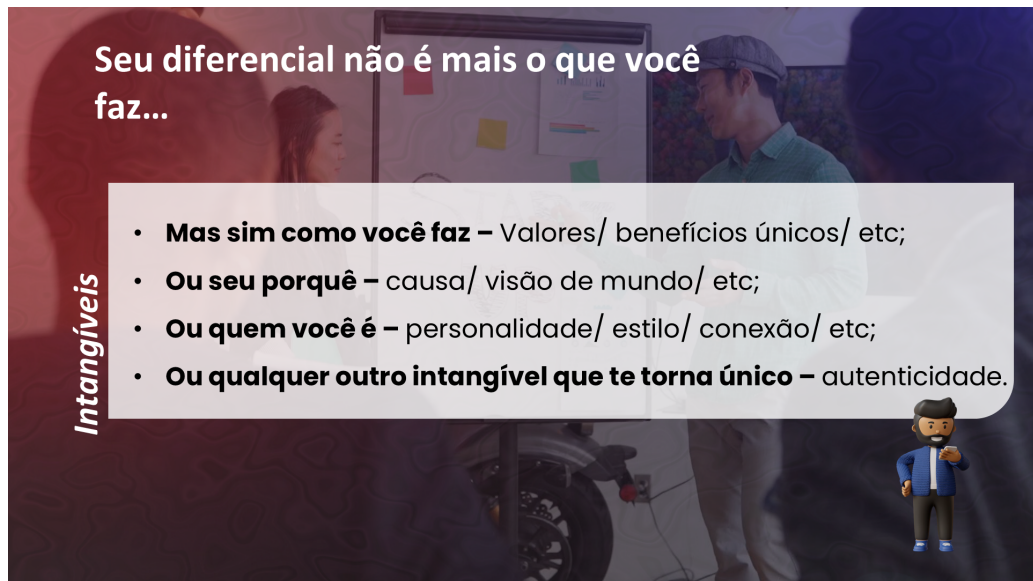 Seu diferencial não é mais o que você
faz...
Intangíveis
• Mas sim como você faz – Valores/ benefícios únicos/ etc;
• Ou seu porquê – causa/ visão de mundo/ etc;
• Ou quem você é – personalidade/ estilo/ conexão/ etc;
• Ou qualquer outro intangível que te torna único – autenticidade.